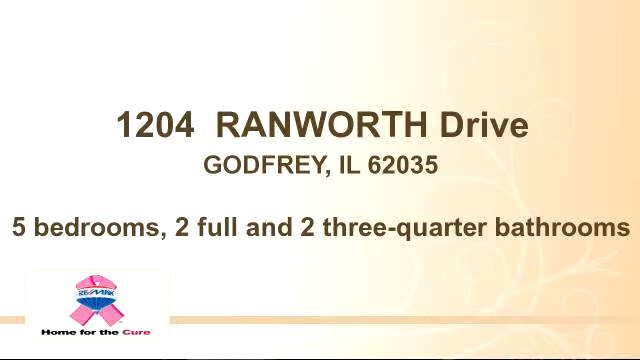 1204  RANWORTH Drive
GODFREY, IL 62035
5 bedrooms, 2 full and 2 three-quarter bathrooms
RE/MAX
Home for the Cure